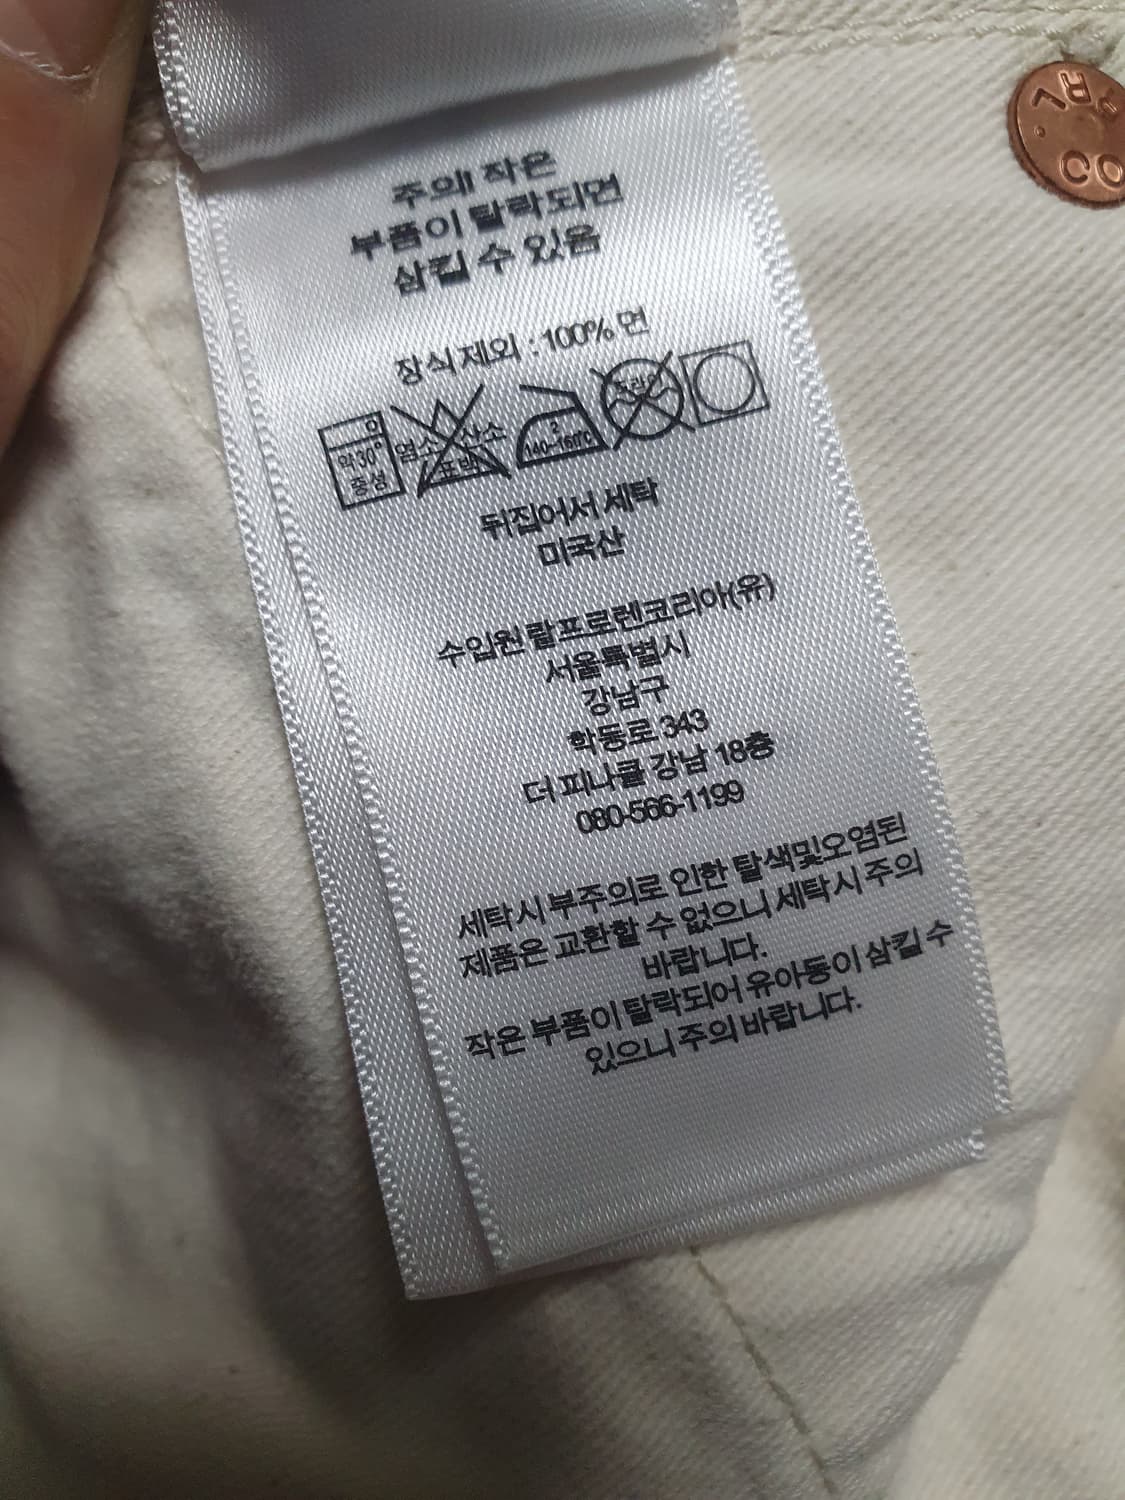 주의! 작은
부품이 탈락되면
삼킬 수 있음
장식제외 : 100% 면
약30°
중성
염소 산소
표백
2
140~160℃
드라이
뒤집어서 세탁
미국산
수입원 랄프로렌코리아(유)
서울특별시
강남구
학동로 343
더 피나클 강남 18층
080-566-1199
세탁시 부주의로 인한 탈색및오염된
제품은 교환할 수 없으니 세탁시 주의
바랍니다.
작은 부품이 탈락되어 유아동이 삼킬 수
있으니 주의 바랍니다.
RRL
CO